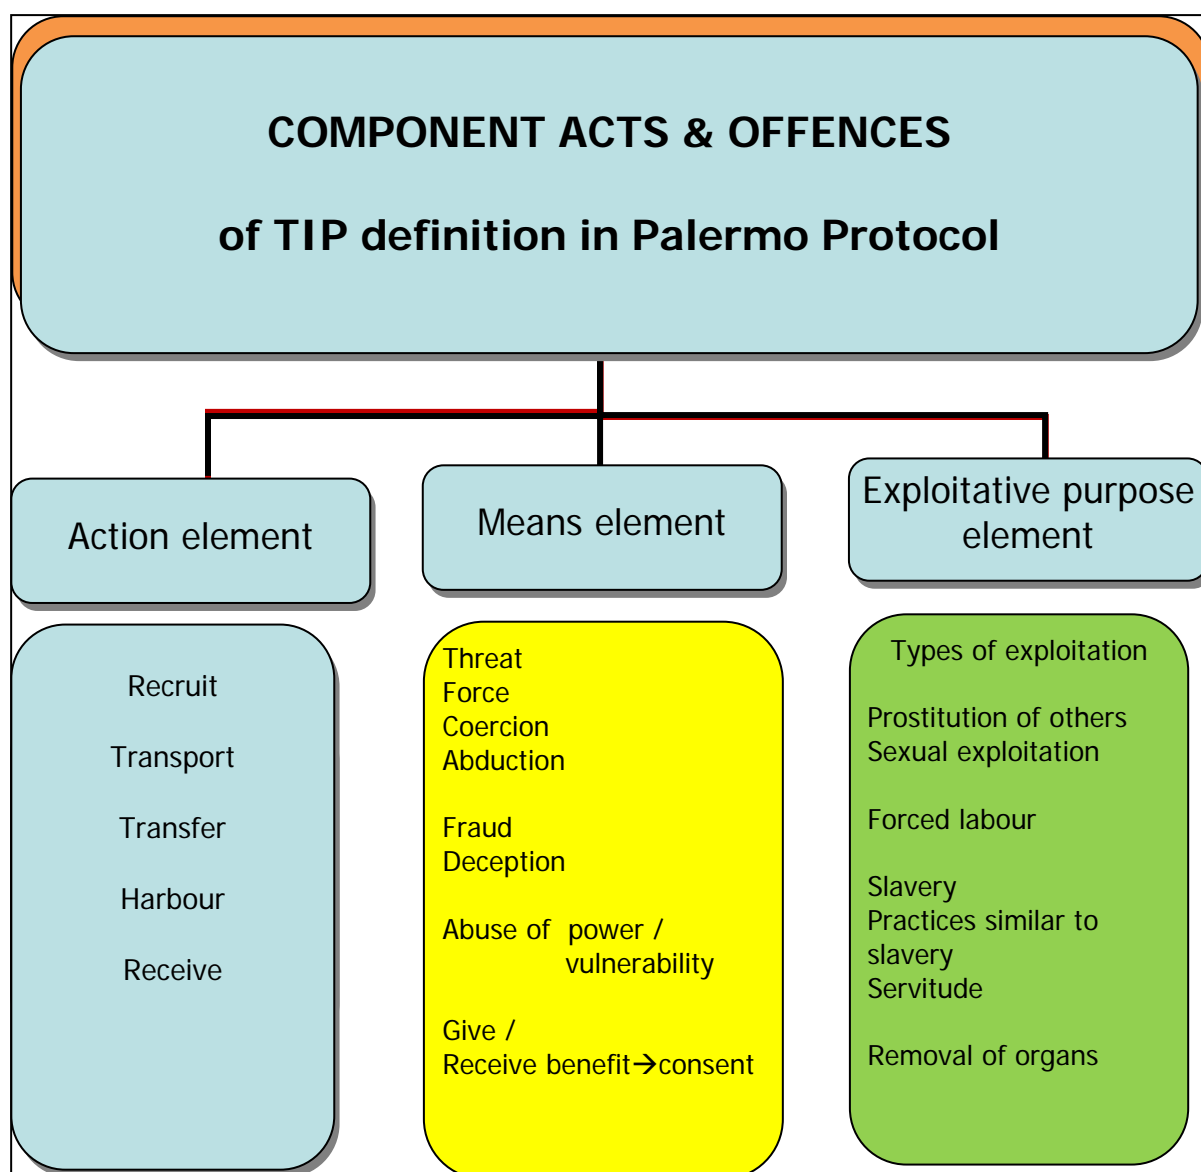 COMPONENT ACTS & OFFENCES
of TIP definition in Palermo Protocol
Action element
Means element
Exploitative purpose
element
Recruit
Transport
Transfer
Harbour
Receive
Threat
Force
Coercion
Abduction
Fraud
Deception
Abuse of  power /
vulnerability
Give /
Receive benefit→consent
Types of exploitation
Prostitution of others
Sexual exploitation
Forced labour
Slavery
Practices similar to
slavery
Servitude
Removal of organs